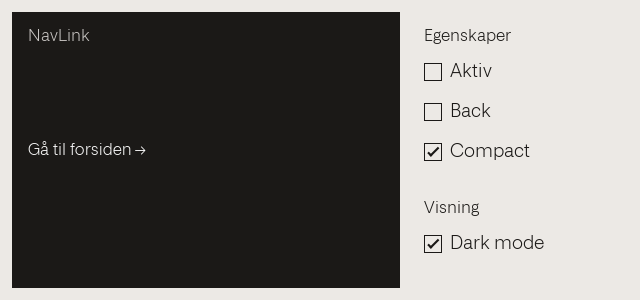 NavLink
Gå til forsiden →
Egenskaper
Aktiv
Back
Compact
Visning
Dark mode